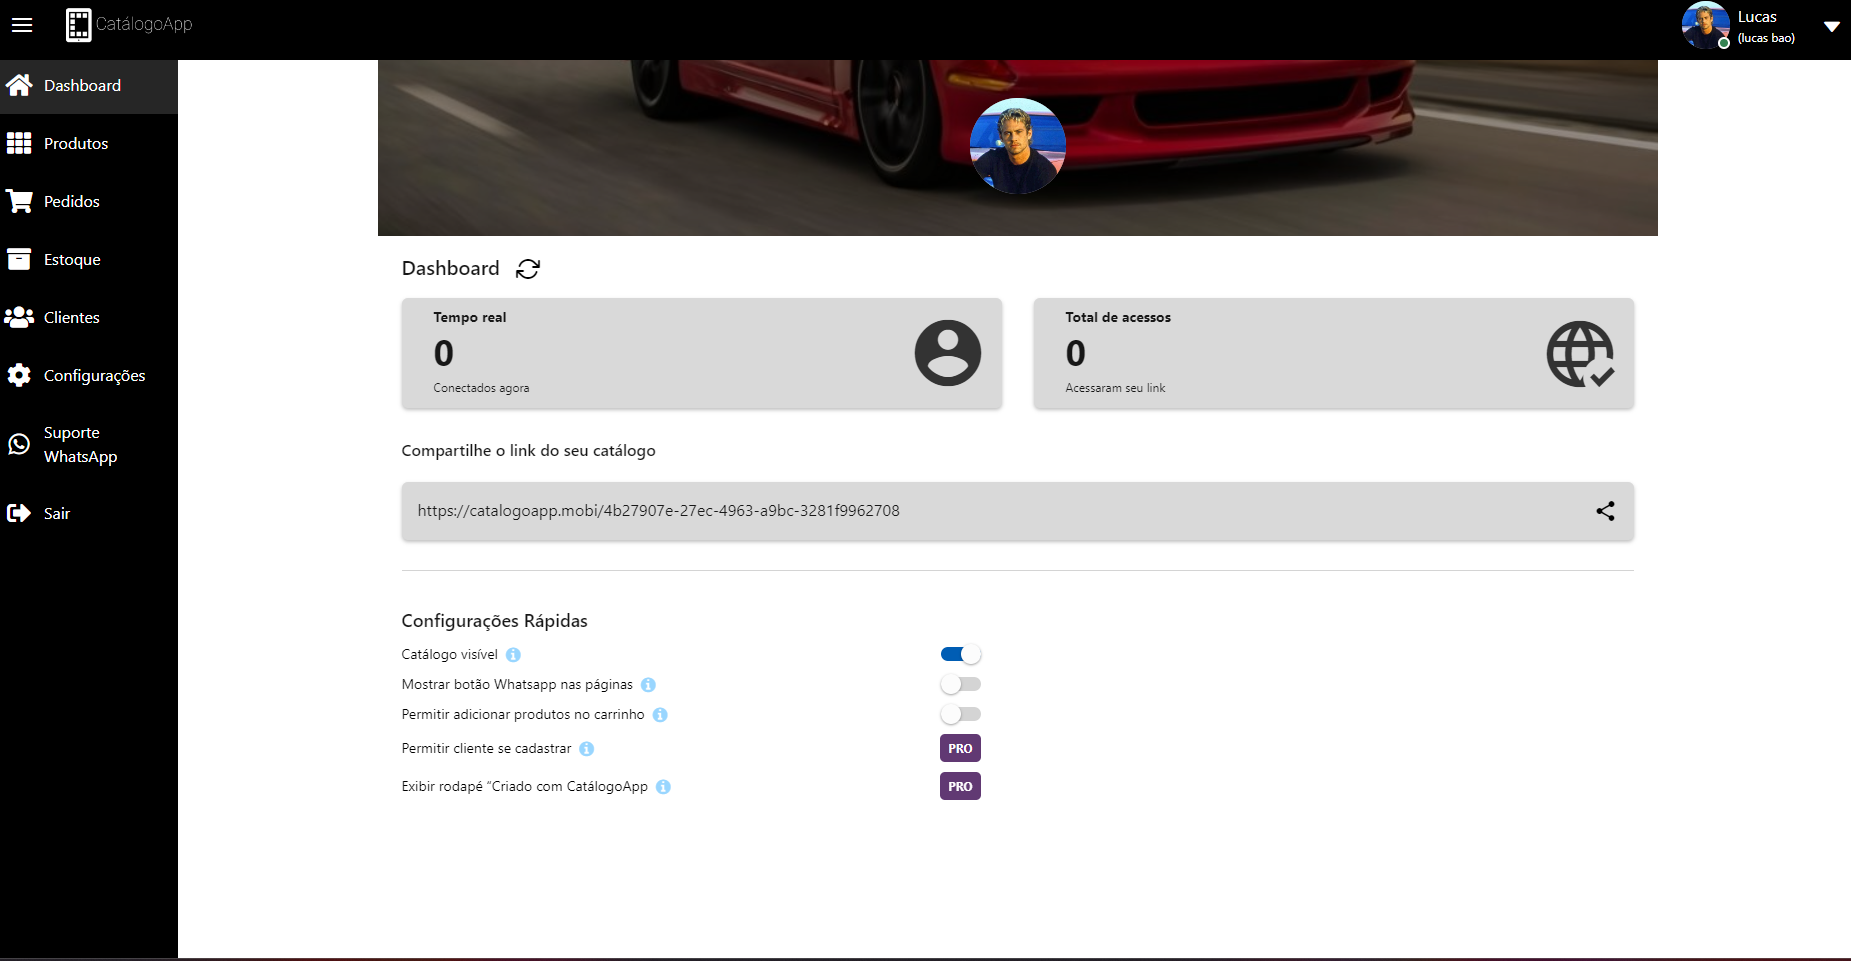 CatálogoApp
Lucas
(lucas bao)
Dashboard
Produtos
Pedidos
Estoque
Clientes
Configurações
Suporte
WhatsApp
Sair
Dashboard
Tempo real
0
Conectados agora
Total de acessos
0
Acessaram seu link
Compartilhe o link do seu catálogo
https://catalogoapp.mobi/4b27907e-27ec-4963-a9bc-3281f9962708
Configurações Rápidas
Catálogo visível
Mostrar botão Whatsapp nas páginas
Permitir adicionar produtos no carrinho
Permitir cliente se cadastrar PRO
Exibir rodapé “Criado com CatálogoApp PRO